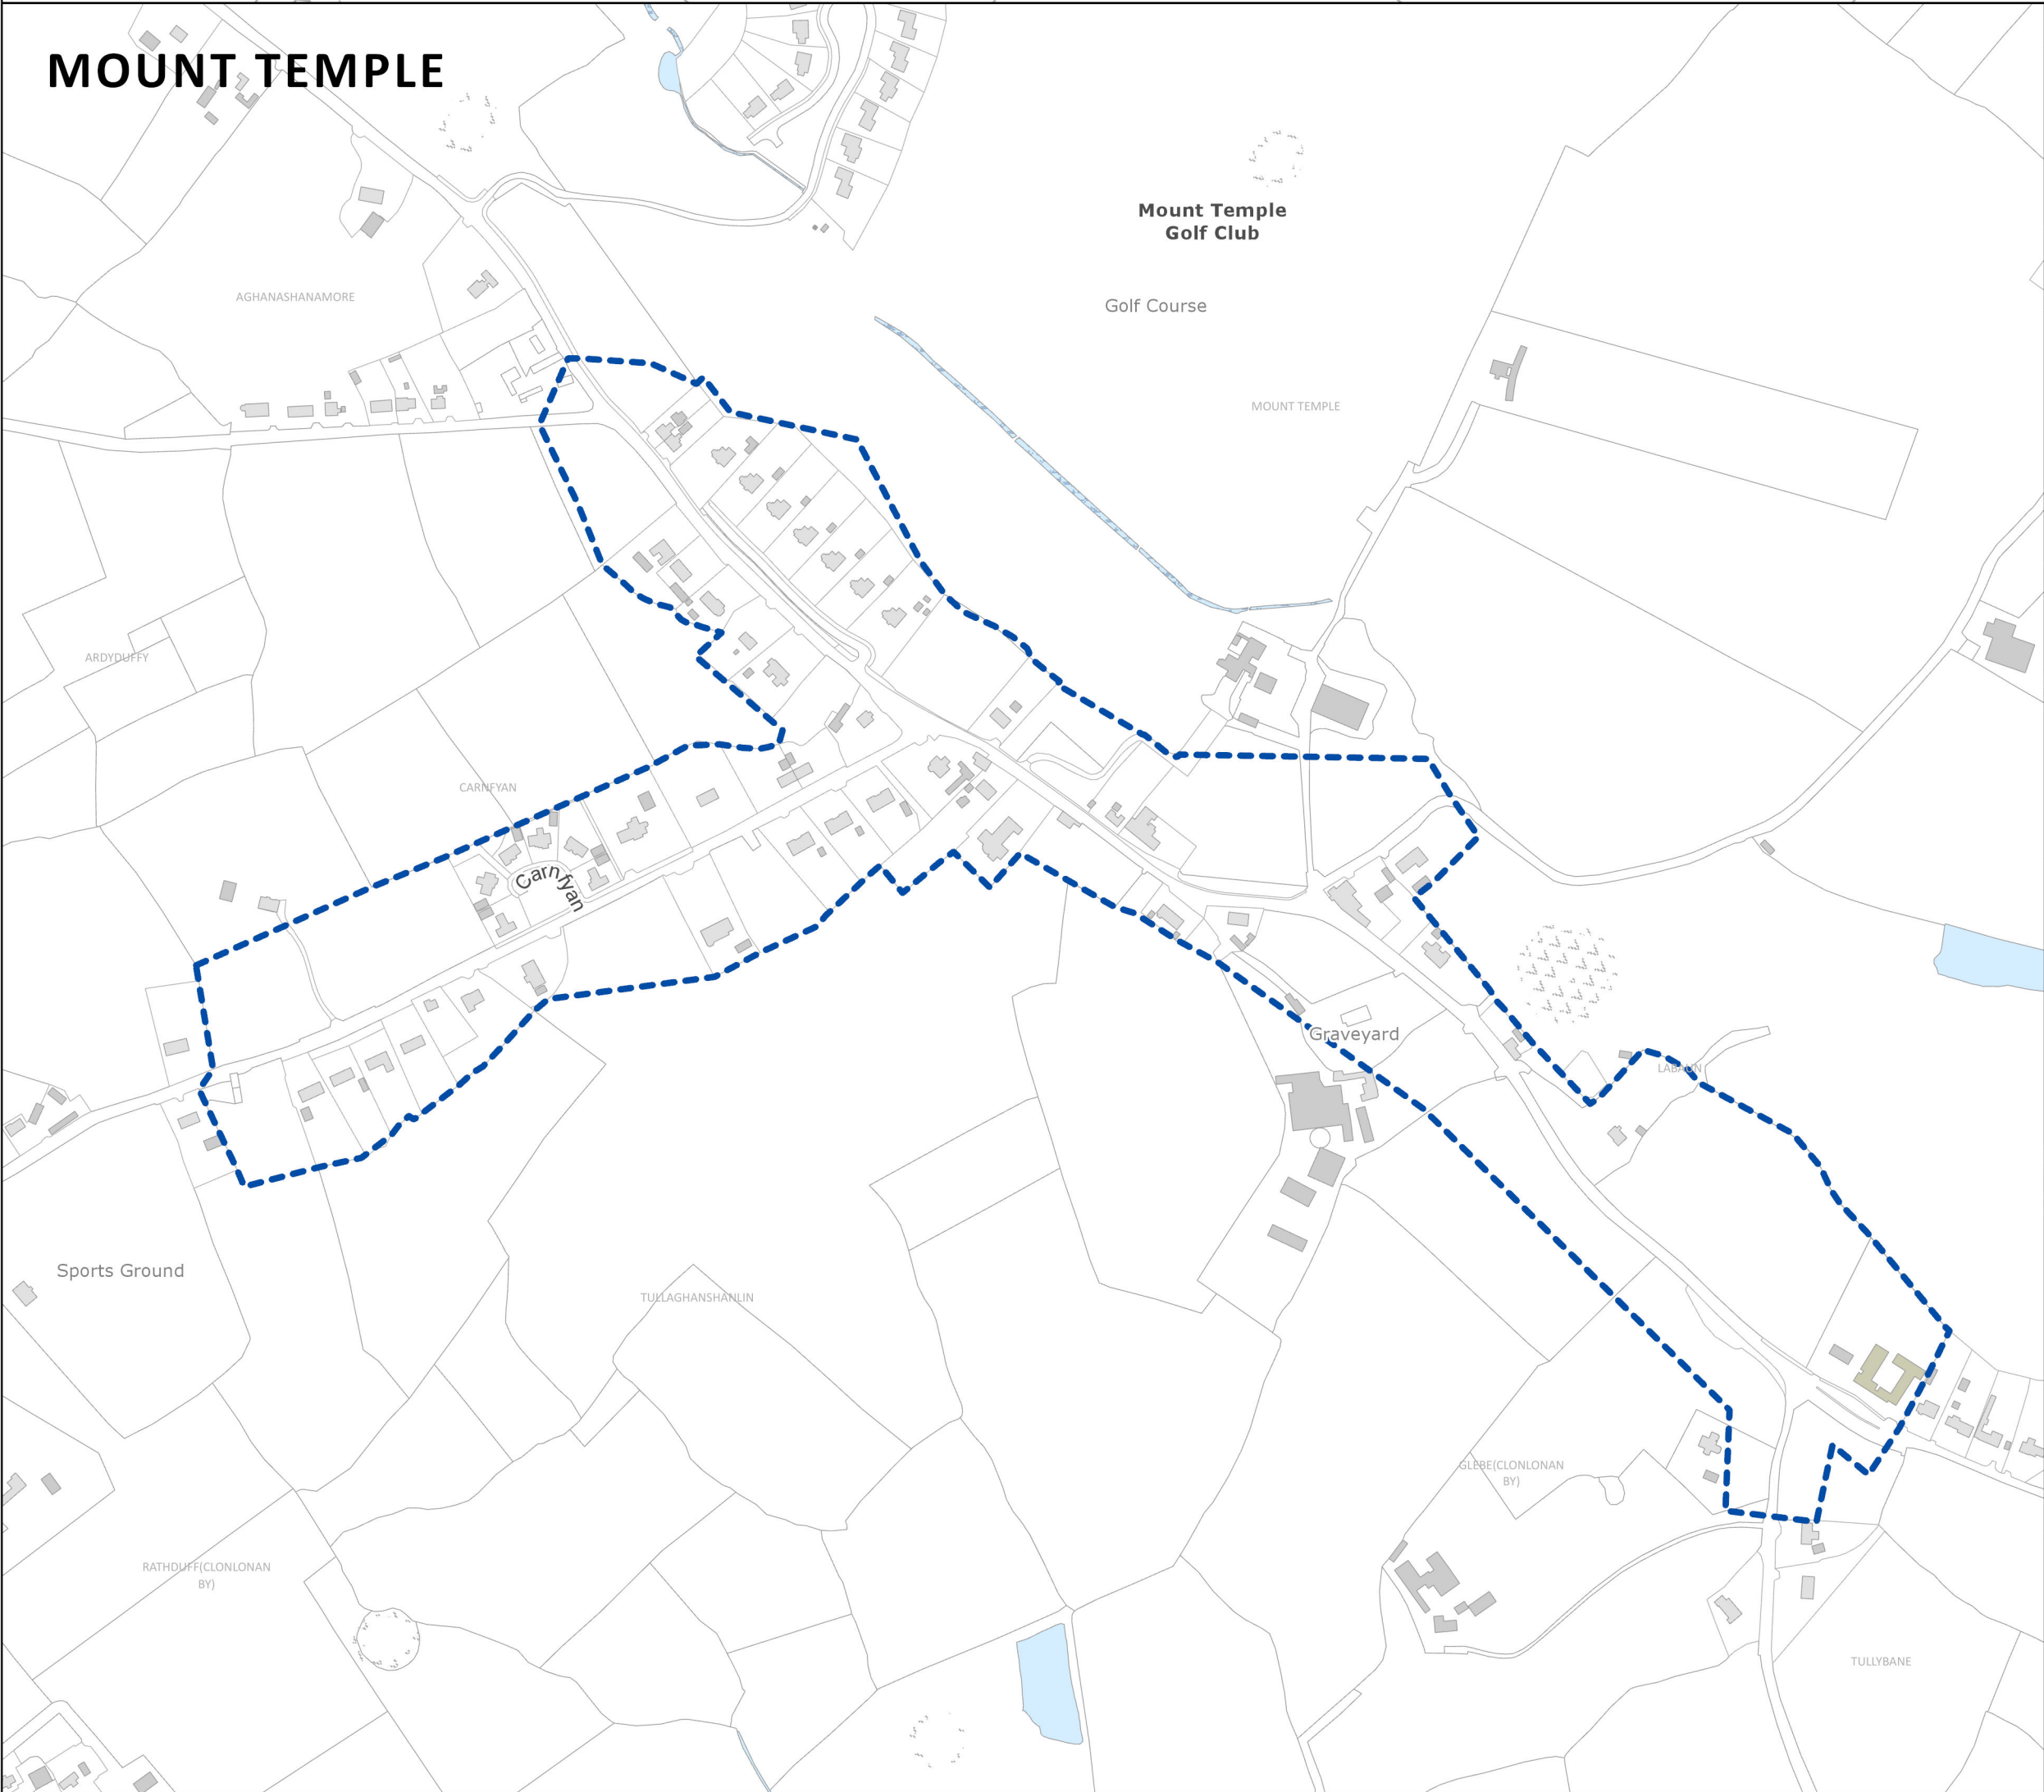 MOUNT TEMPLE
Mount Temple
Golf Club
AGHANASHANAMORE
Golf Course
MOUNT TEMPLE
ARDYDUFFY
CARNFYAN
Carnfyan
Graveyard
LABAUN
Sports Ground
TULLAGHANSHANLIN
GLEBE(CLONLONAN
BY)
RATHDUFF(CLONLONAN
BY)
TULLYBANE